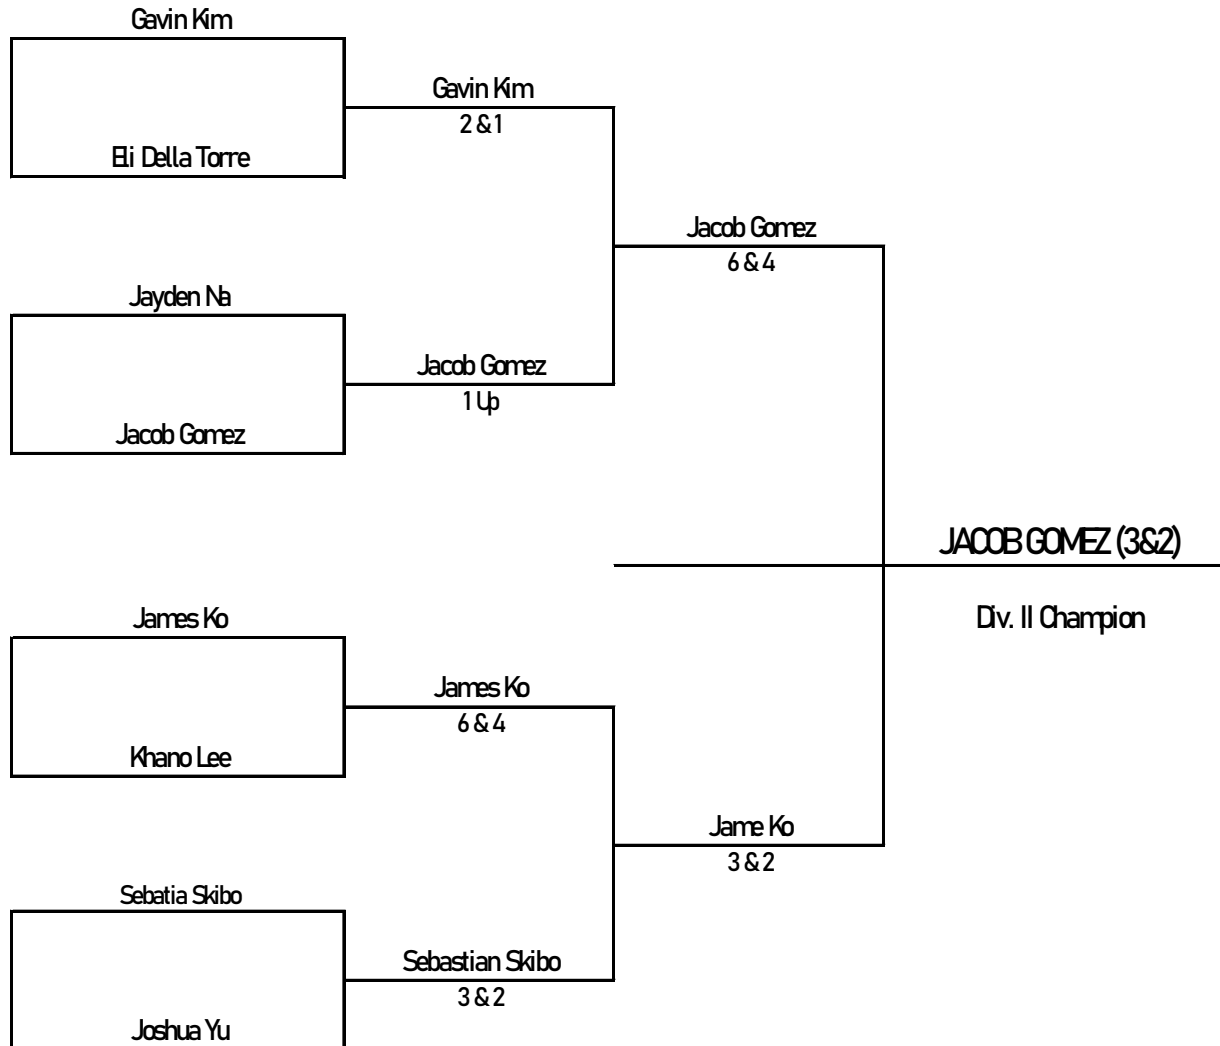 Gavin Kim
Gavin Kim
2 & 1
Eli Della Torre
Jacob Gomez
6 & 4
Jayden Na
Jacob Gomez
1 Up
Jacob Gomez
JACOB GOMEZ (3&2)
Div. II Champion
James Ko
James Ko
6 & 4
Khano Lee
Jame Ko
3 & 2
Sebatia Skibo
Sebastian Skibo
3 & 2
Joshua Yu